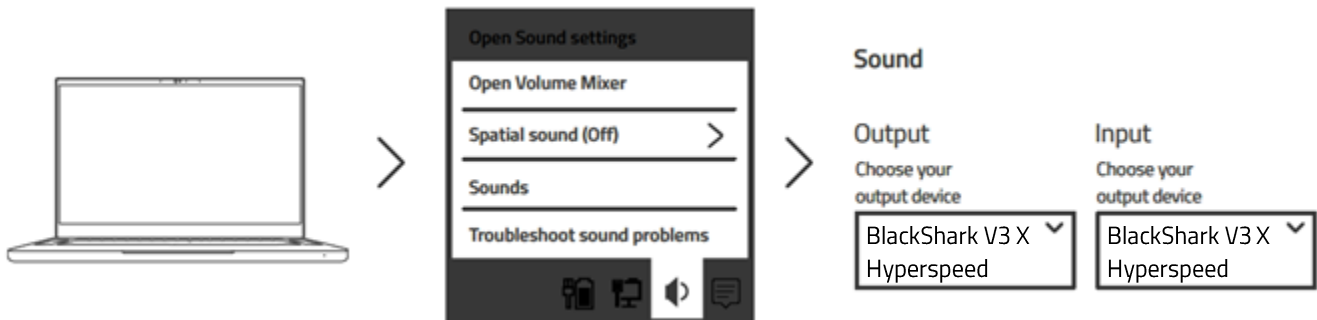 Open Sound settings
Open Volume Mixer
Spatial sound (Off)
Sounds
Troubleshoot sound problems
Sound
Output
Choose your
output device
BlackShark V3 X
Hyperspeed
Input
Choose your
output device
BlackShark V3 X
Hyperspeed